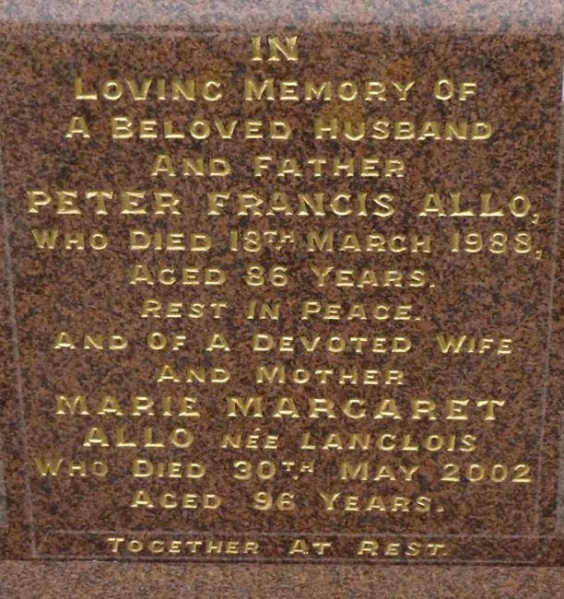 IN
LOVING MEMORY OF
A BELOVED HUSBAND
AND FATHER
PETER FRANCIS ALLO,
WHO DIED 18TH MARCH 1988,
AGED 86 YEARS.
REST IN PEACE.
AND OF A DEVOTED WIFE
AND MOTHER
MARIE MARGARET
ALLO NÉE LANGLOIS
WHO DIED 30TH MAY 2002
AGED 96 YEARS.
TOGETHER AT REST.